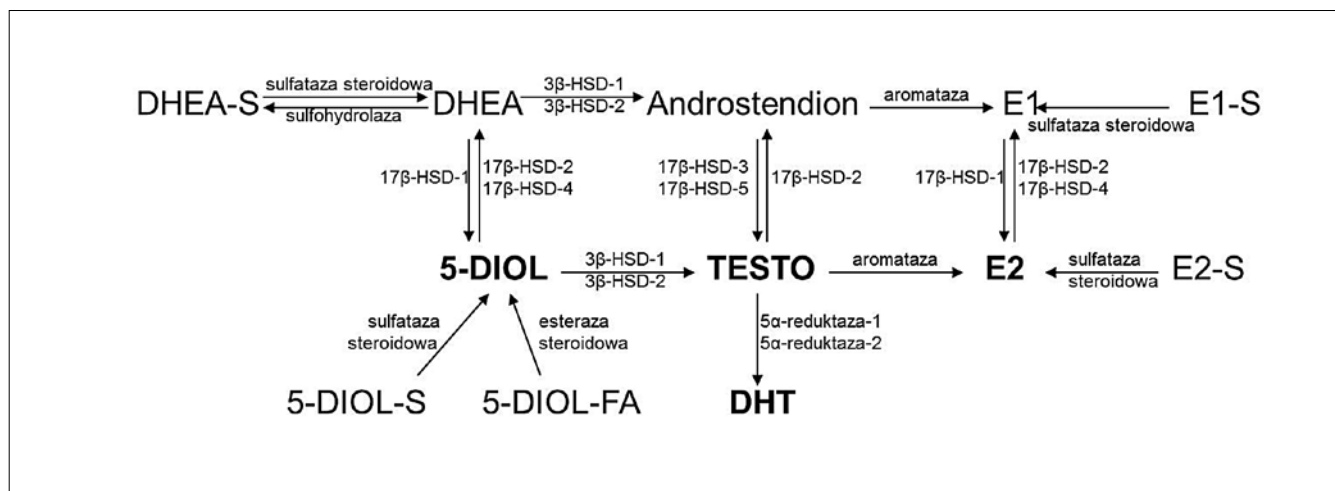 sulfataza steroidowa
3β-HSD-1
DHEA-S
DHEA
Androstendion
aromataza
E1
E1-S
sulfohydrolaza
3β-HSD-2
sulfataza steroidowa
17β-HSD-1
17β-HSD-2
17β-HSD-4
17β-HSD-3
17β-HSD-5
17β-HSD-2
17β-HSD-1
17β-HSD-2
17β-HSD-4
5-DIOL
3β-HSD-1
3β-HSD-2
TESTO
aromataza
E2
sulfataza
steroidowa
E2-S
sulfataza
steroidowa
esteraza
steroidowa
5α-reduktaza-1
5α-reduktaza-2
5-DIOL-S
5-DIOL-FA
DHT